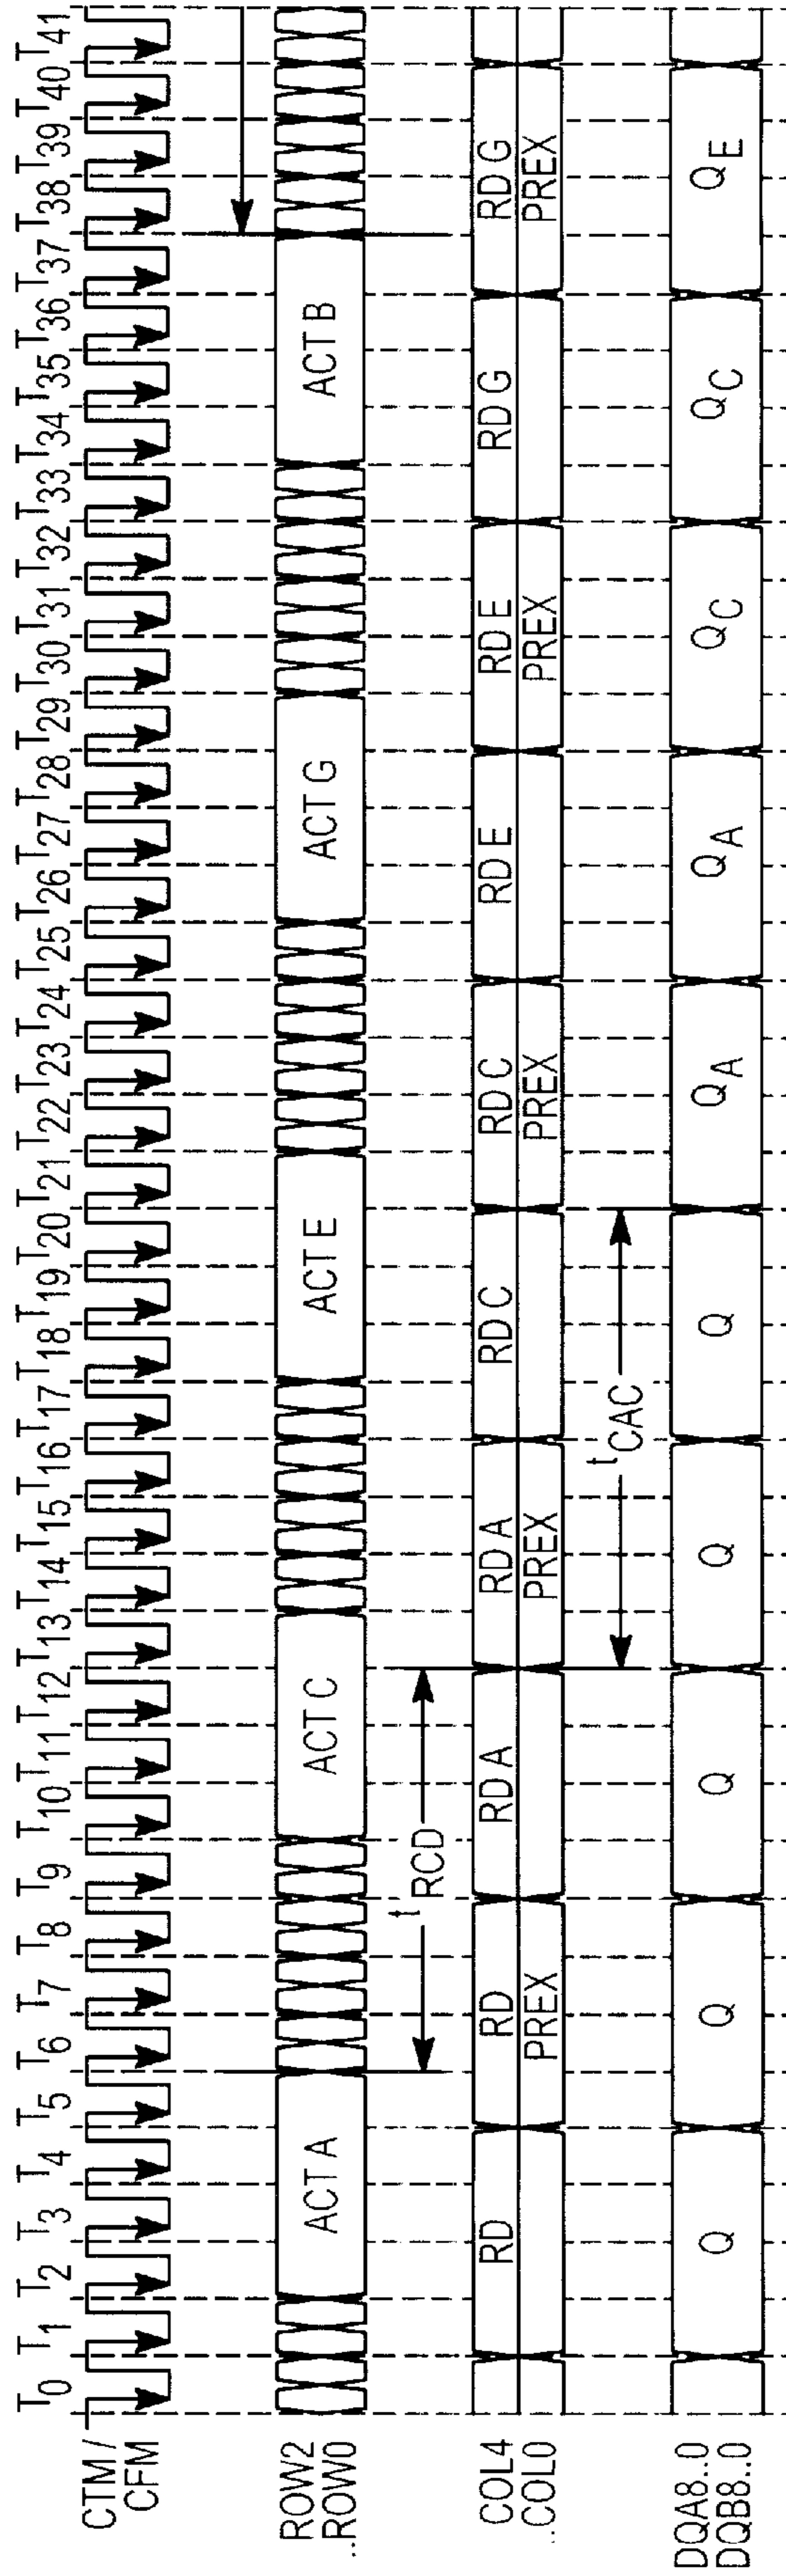 T0 T1 T2 T3 T4 T5 T6 T7 T8 T9 T10 T11 T12 T13 T14 T15 T16 T17 T18 T19 T20 T21 T22 T23 T24 T25 T26 T27 T28 T29 T30 T31 T32 T33 T34 T35 T36 T37 T38 T39 T40 T41
CTM /
CFM
ROW2
..ROW0
ACT A ACT C ACT E ACT G ACT B
tRCD
COL4
..COL0
RD RD RD A RD A RD C RD C RD E RD E RD G RD G
PREX PREX PREX PREX PREX
tCAC
DQA8..0
DQB8..0
Q Q Q Q Q QA QA QC QC QE